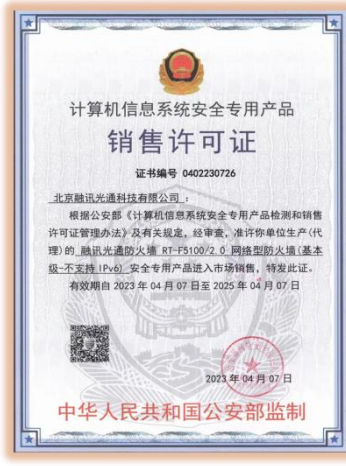 计算机信息系统安全专用产品
销售许可证
证书编号 0402230726
北京融讯光通科技有限公司 :
根据公安部《计算机信息系统安全专用产品检测和销售
许可证管理办法》及有关规定，经审查，准许你单位生产(代
理)的 融讯光通防火墙 RT-F5100/2.0 网络型防火墙(基本
级-不支持 IPv6) 安全专用产品进入市场销售，特发此证。
有效期自 2023 年 04 月 07 日至 2025 年 04 月 07 日
2023 年 04 月 07 日
中华人民共和国公安部监制